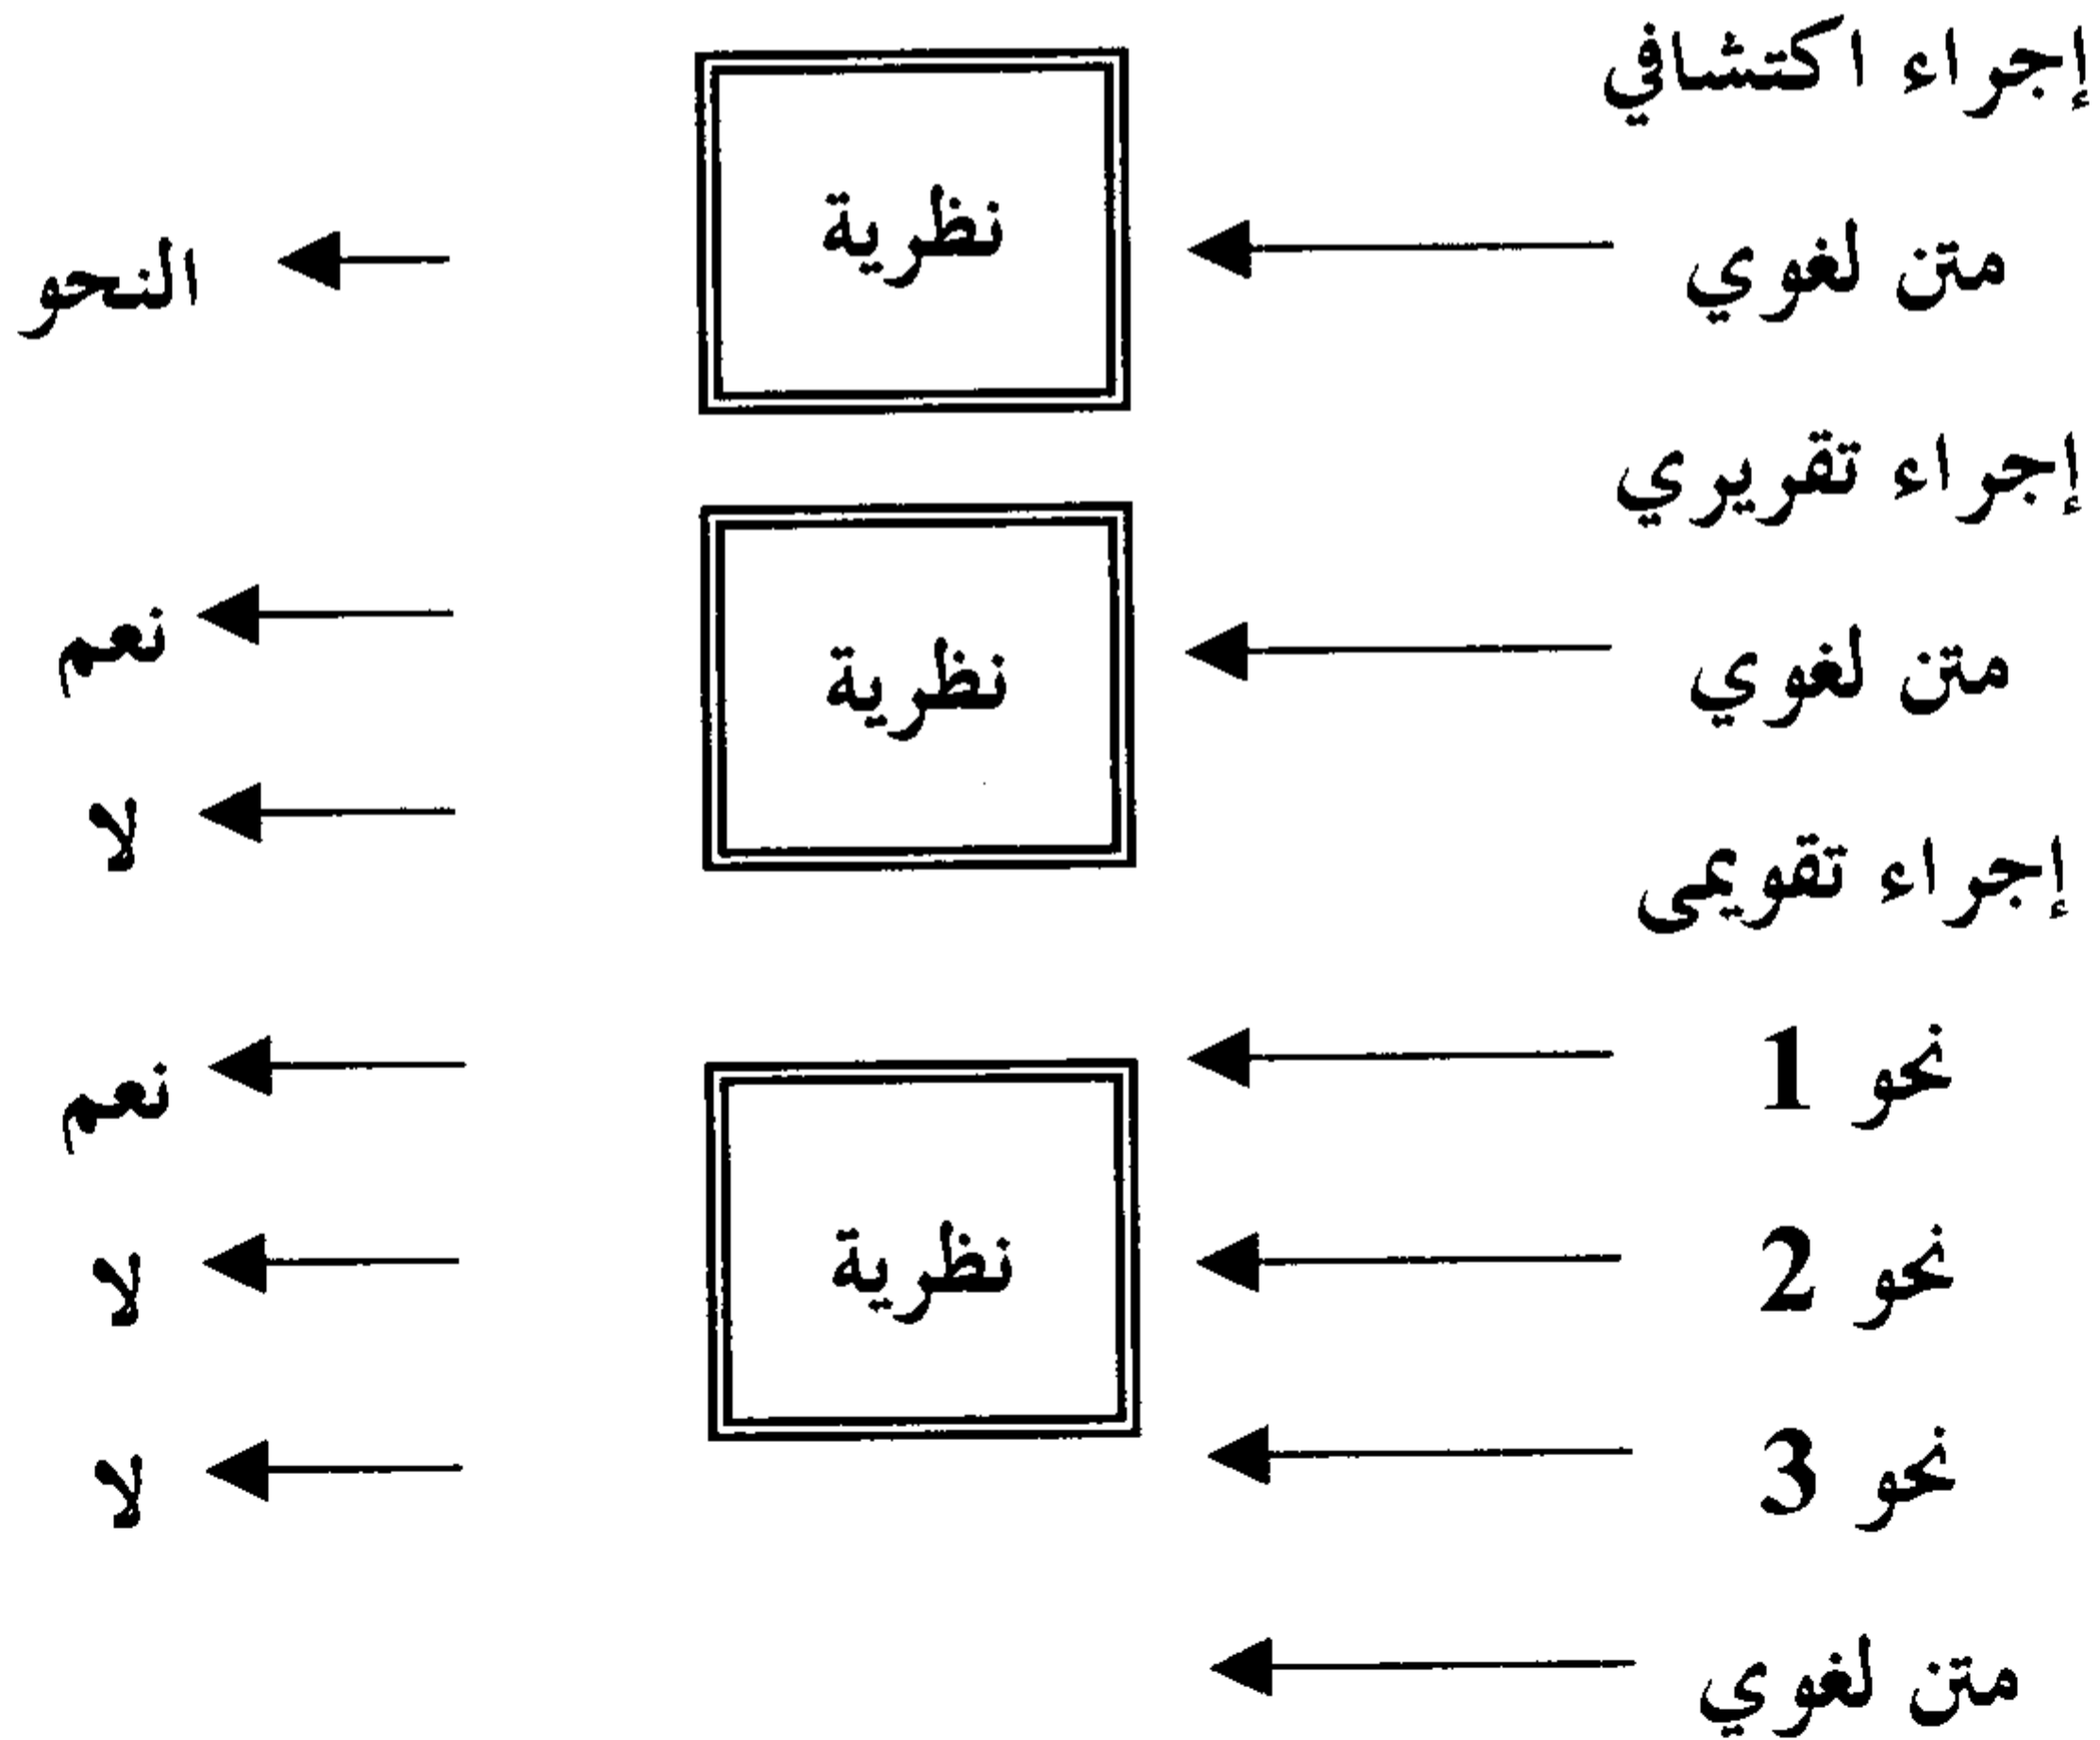 إجراء اكتشافي
متن لغوي نظرية النحو
إجراء تقريري
متن لغوي نظرية نعم
لا
إجراء تقويمي
نحو 1 نعم
نحو 2 نظرية لا
نحو 3 لا
متن لغوي